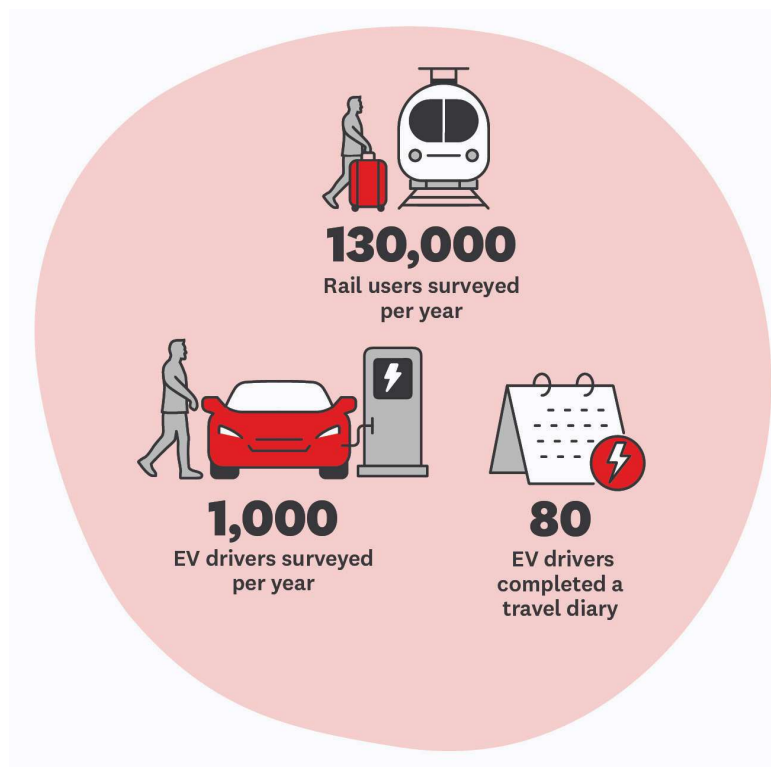 130,000
Rail users surveyed
per year
1,000
EV drivers surveyed
per year
80
EV drivers
completed a
travel diary